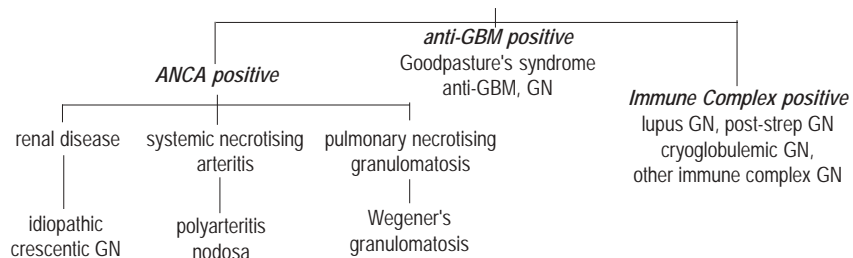 anti-GBM positive
Goodpasture's syndrome
anti-GBM, GN
ANCA positive
Immune Complex positive
lupus GN, post-strep GN
cryoglobulemic GN,
other immune complex GN
renal disease
systemic necrotising
arteritis
pulmonary necrotising
granulomatosis
idiopathic
crescentic GN
polyarteritis
nodosa
Wegener's
granulomatosis